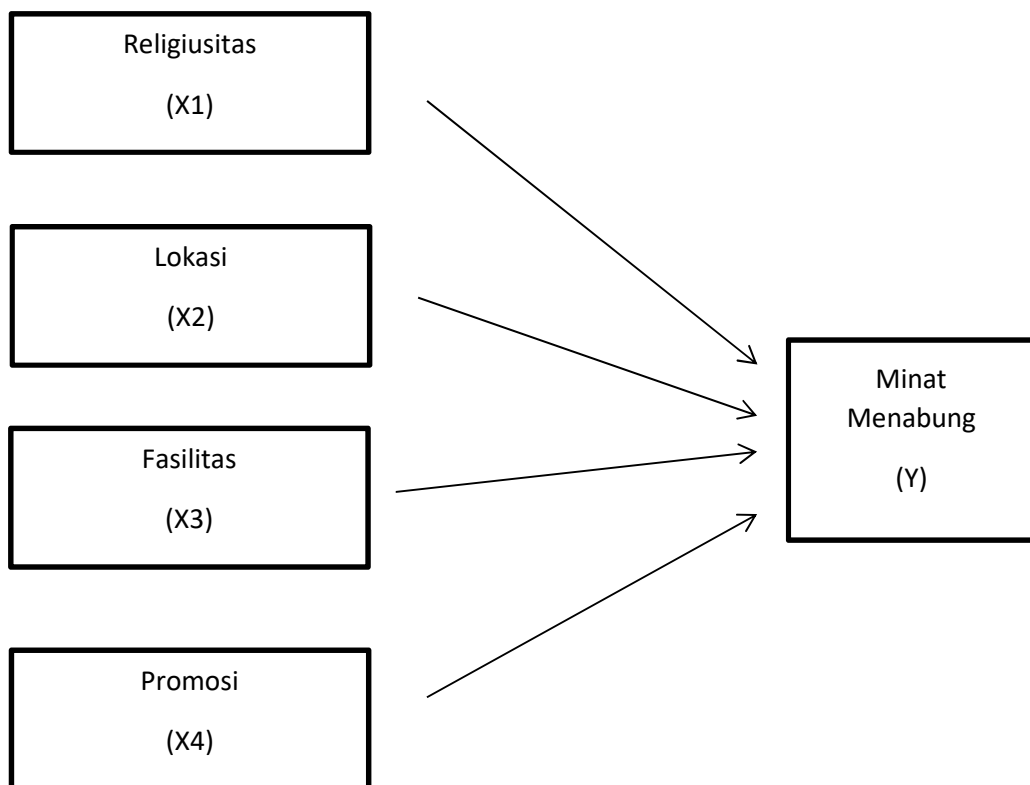 Religiusitas
(X1)
Lokasi
(X2)
Fasilitas
(X3)
Promosi
(X4)
Minat
Menabung
(Y)